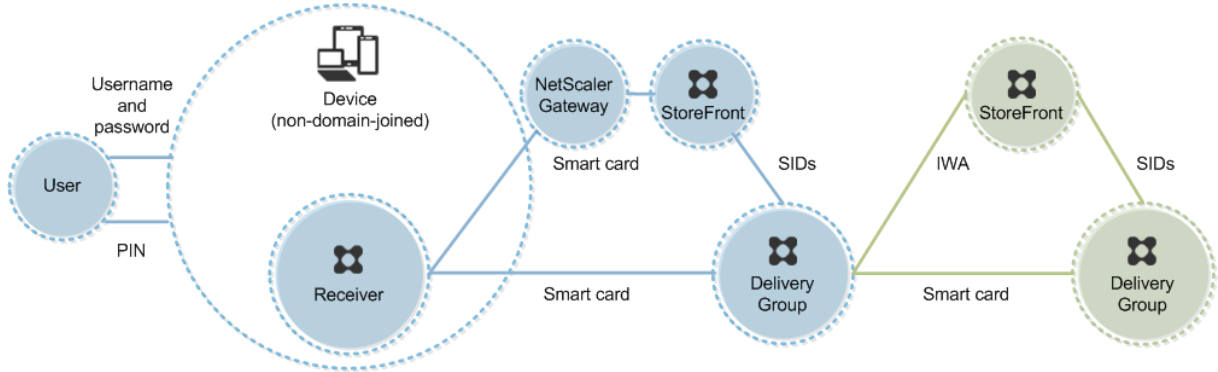 Username
and
password
User
PIN
Device
(non-domain-joined)
Receiver
NetScaler
Gateway
StoreFront
Smart card
SIDs
Smart card
Delivery
Group
StoreFront
IWA
SIDs
Smart card
Delivery
Group